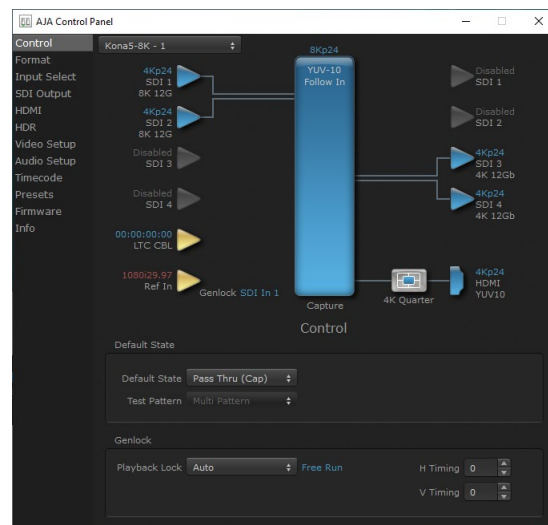 AJA Control Panel
Control
Format
Input Select
SDI Output
HDMI
HDR
Video Setup
Audio Setup
Timecode
Presets
Firmware
Info
Kona5-8K - 1
4Kp24
SDI 1
8K 12G
4Kp24
SDI 2
8K 12G
Disabled
SDI 3
Disabled
SDI 4
00:00:00:00
LTC CBL
1080i29.97
Ref In
Genlock SDI In 1
8Kp24
YUV-10
Follow In
Capture
Disabled
SDI 1
Disabled
SDI 2
4Kp24
SDI 3
4K 12Gb
4Kp24
SDI 4
4K 12Gb
4K Quarter
4Kp24
HDMI
YUV10
Control
Default State
Default State Pass Thru (Cap)
Test Pattern Multi Pattern
Genlock
Playback Lock Auto Free Run H Timing 0
V Timing 0